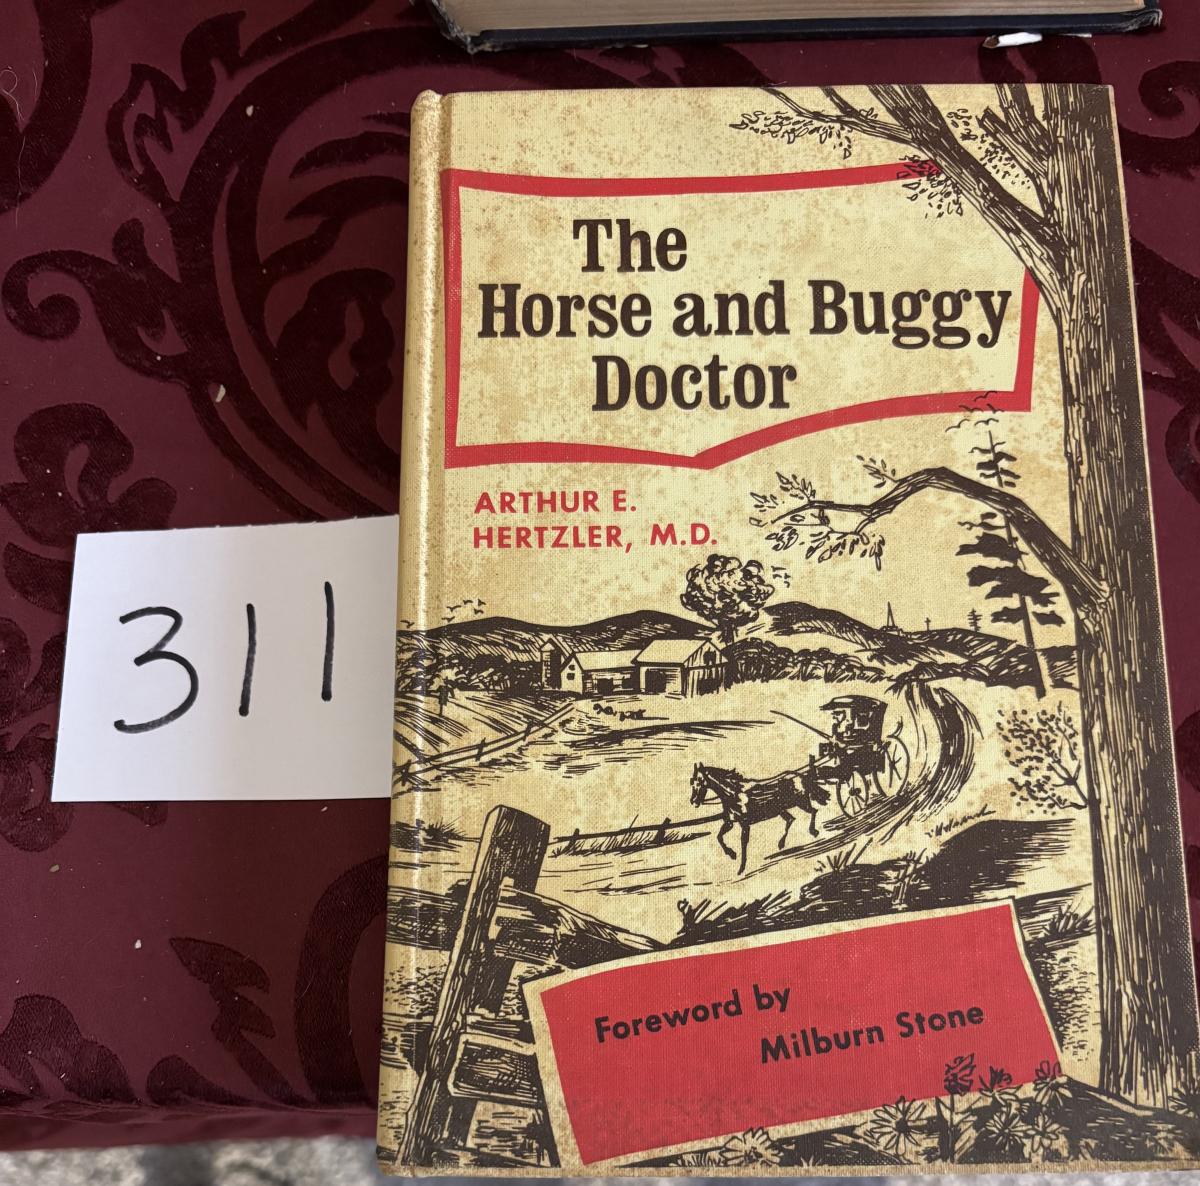 The
Horse and Buggy
Doctor
ARTHUR E.
HERTZLER, M.D.
311
Foreword by
Milburn Stone